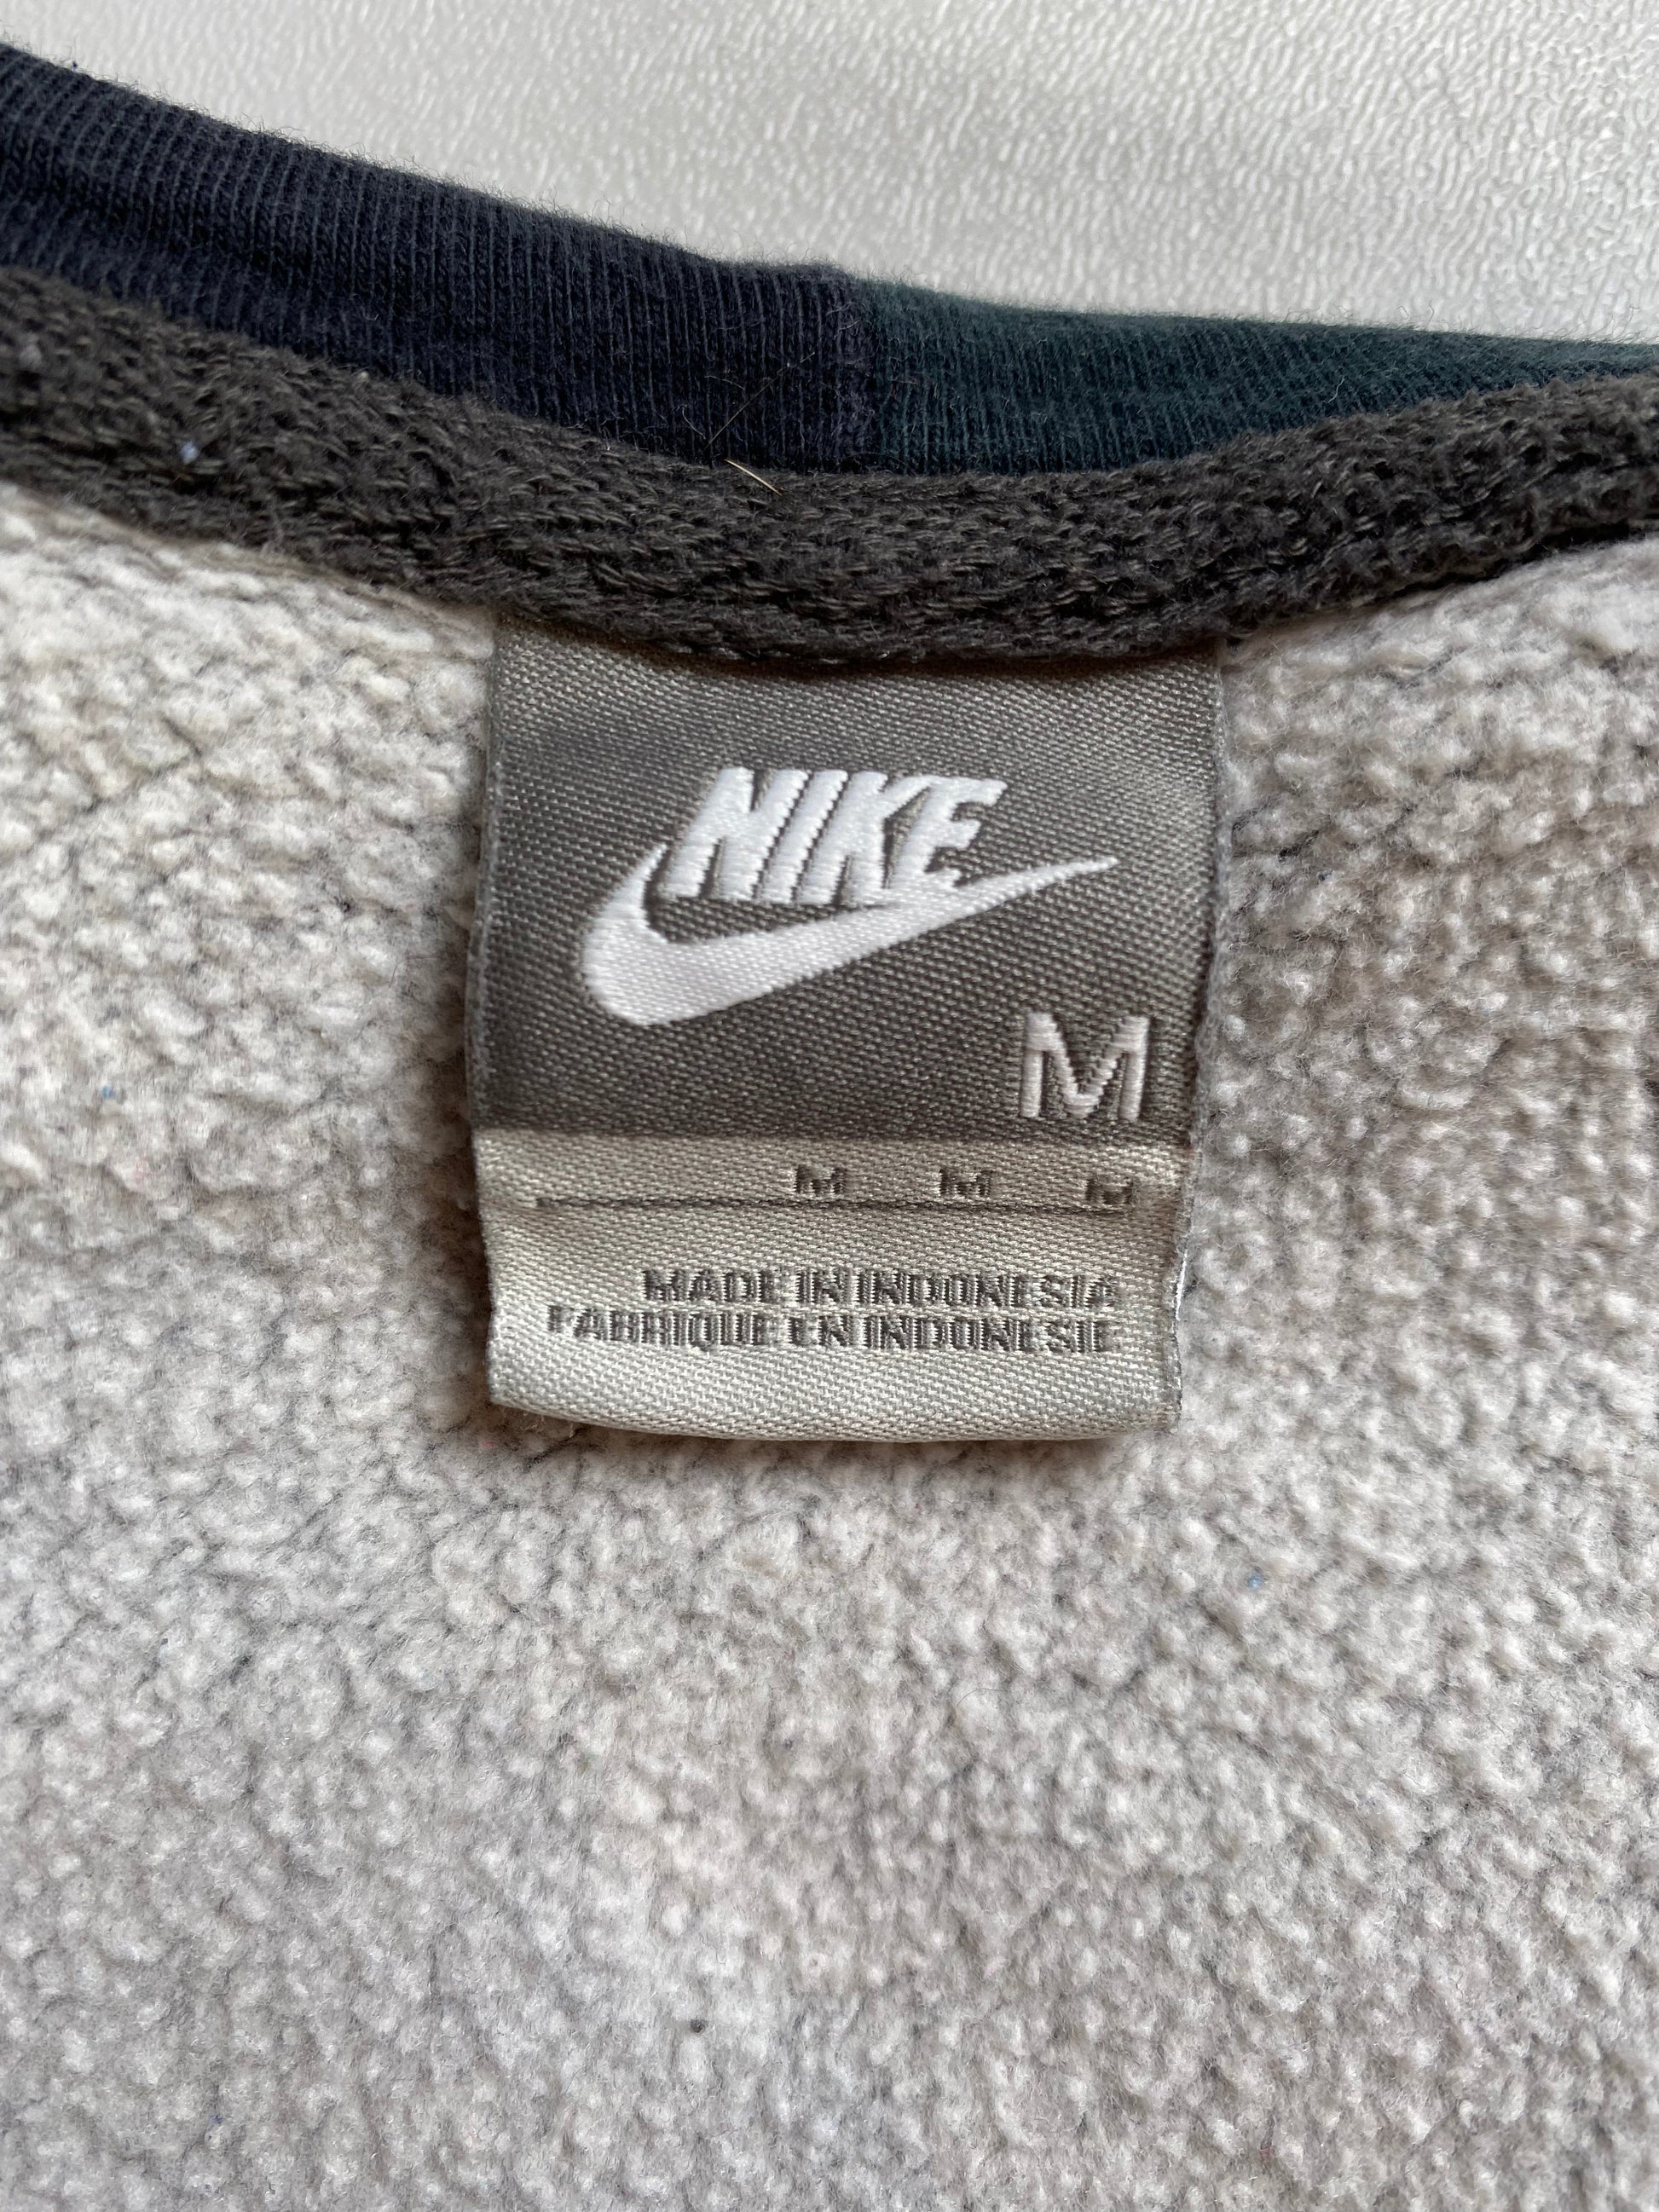 NIKE
M
M M M
MADE IN INDONESIA
FABRIQUE EN INDONESIE